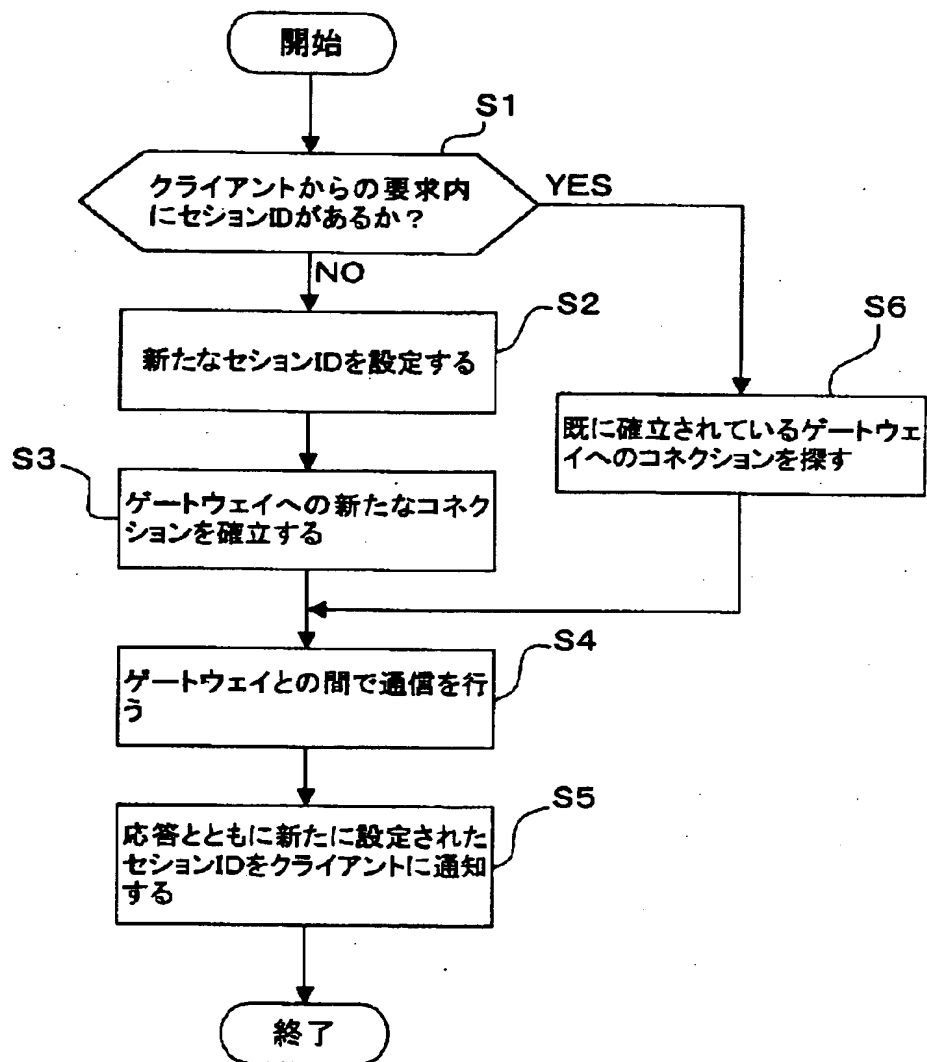 開始
S1
クライアントからの要求内
にセションIDがあるか?
YES
NO
S2
新たなセションIDを設定する
S6
既に確立されているゲートウェ
イへのコネクションを探す
S3
ゲートウェイへの新たなコネク
ションを確立する
S4
ゲートウェイとの間で通信を行
う
S5
応答とともに新たに設定された
セションIDをクライアントに通知
する
終了